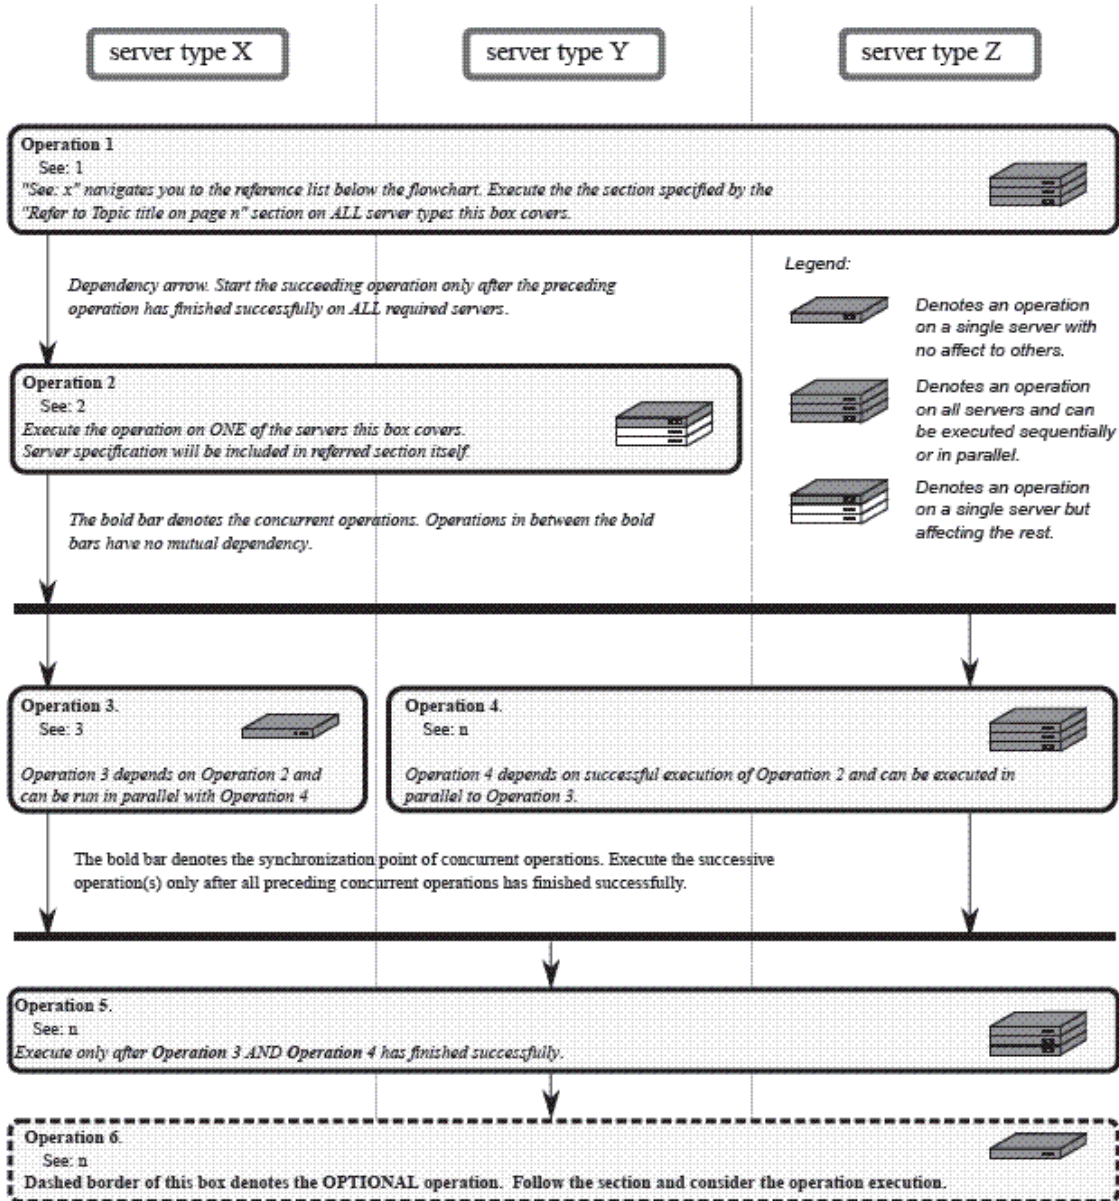 server type X
server type Y
server type Z
Operation 1
See: 1
"See: x" navigates you to the reference list below the flowchart. Execute the the section specified by the
"Refer to Topic title on page n" section on ALL server types this box covers.
Dependency arrow. Start the succeeding operation only after the preceding
operation has finished successfully on ALL required servers.
Legend:
Denotes an operation
on a single server with
no affect to others.
Denotes an operation
on all servers and can
be executed sequentially
or in parallel.
Denotes an operation
on a single server but
affecting the rest.
Operation 2
See: 2
Execute the operation on ONE of the servers this box covers.
Server specification will be included in referred section itself.
The bold bar denotes the concurrent operations. Operations in between the bold
bars have no mutual dependency.
Operation 3.
See: 3
Operation 3 depends on Operation 2 and
can be run in parallel with Operation 4
Operation 4.
See: n
Operation 4 depends on successful execution of Operation 2 and can be executed in
parallel to Operation 3.
The bold bar denotes the synchronization point of concurrent operations. Execute the successive
operation(s) only after all preceding concurrent operations has finished successfully.
Operation 5.
See: n
Execute only after Operation 3 AND Operation 4 has finished successfully.
Operation 6.
See: n
Dashed border of this box denotes the OPTIONAL operation. Follow the section and consider the operation execution.